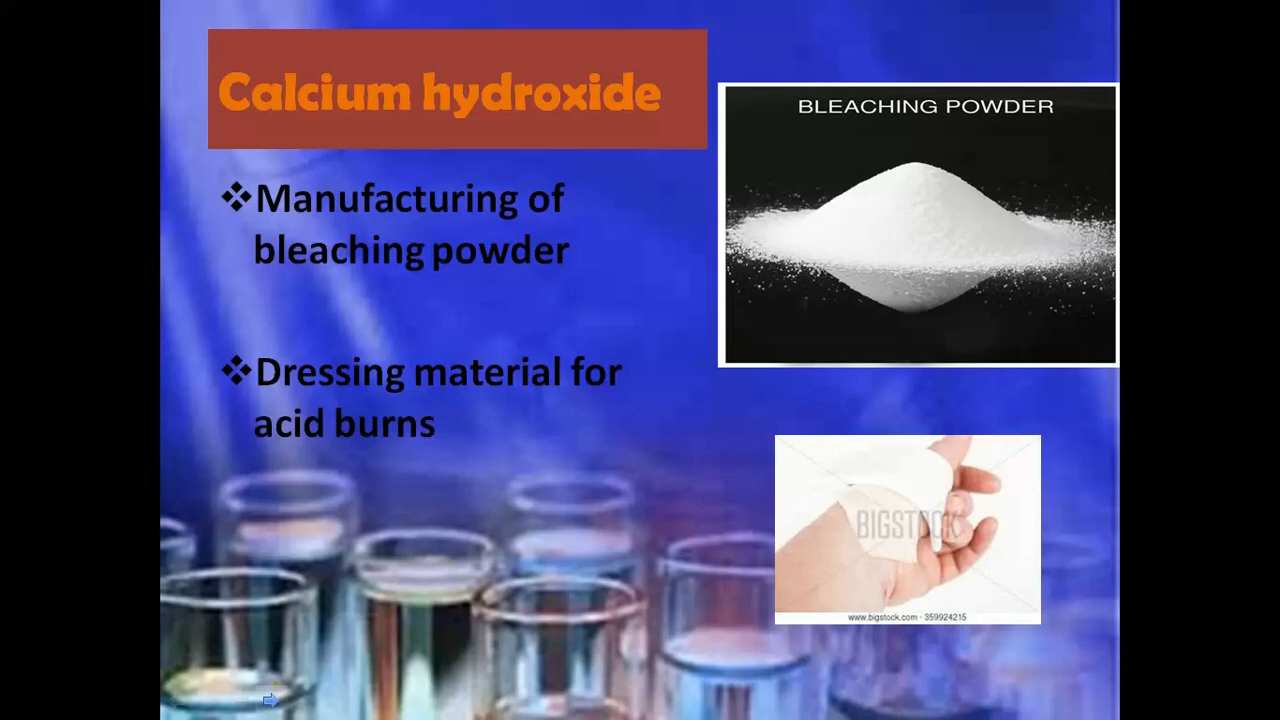 Calcium hydroxide
❖Manufacturing of
bleaching powder
❖Dressing material for
acid burns
BLEACHING POWDER
BIGSTOCK
www.bigstock.com · 359924215